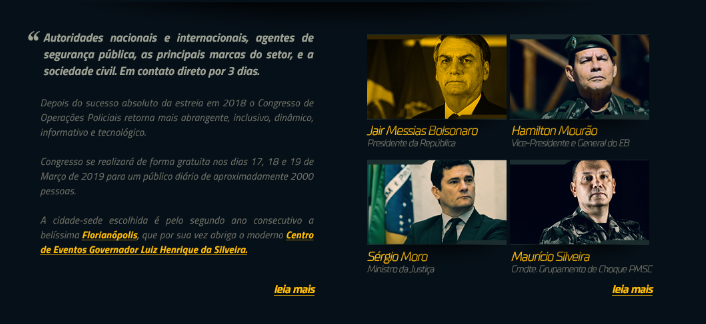 “ Autoridades nacionais e internacionais, agentes de
segurança pública, as principais marcas do setor, e a
sociedade civil. Em contato direto por 3 dias.
Depois do sucesso absoluto da estreia em 2018 o Congresso de
Operações Policiais retorna mais abrangente, inclusivo, dinâmico,
informativo e tecnológico.
Congresso se realizará de forma gratuita nos dias 17, 18 e 19 de
Março de 2019 para um público diário de aproximadamente 2000
pessoas.
A cidade-sede escolhida é pelo segundo ano consecutivo a
belíssima Florianópolis, que por sua vez abriga o moderno Centro
de Eventos Governador Luiz Henrique da Silveira.
leia mais
Jair Messias Bolsonaro
Presidente da República
Hamilton Mourão
Vice-Presidente e General do EB
Sérgio Moro
Ministro da Justiça
Maurício Silveira
Cmdte. Grupamento de Choque PMSC
leia mais